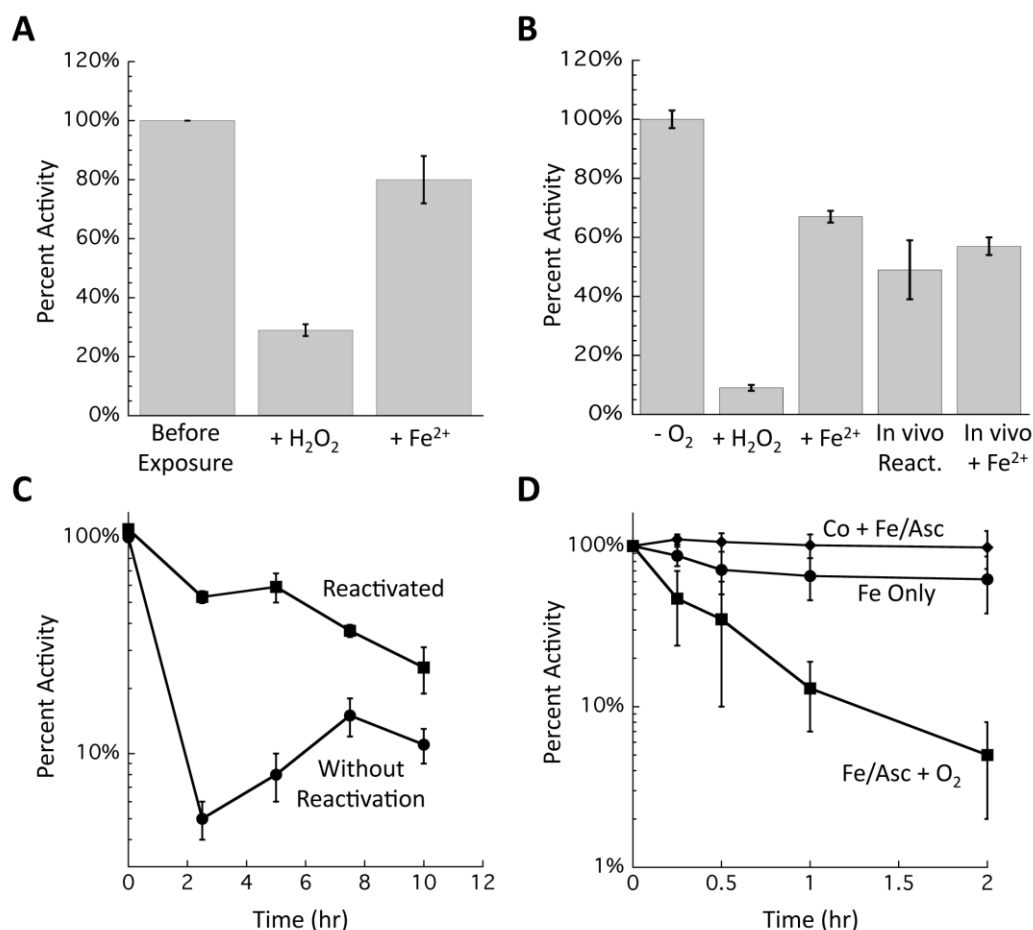 A
Percent Activity
120%
100%
80%
60%
40%
20%
0%
Before
Exposure
+ H₂O₂
+ Fe²⁺
B
Percent Activity
120%
100%
80%
60%
40%
20%
0%
- O₂
+ H₂O₂
+ Fe²⁺
In vivo
React.
In vivo
+ Fe²⁺
C
Percent Activity
100%
10%
Reactivated
Without
Reactivation
0 2 4 6 8 10 12
Time (hr)
D
Percent Activity
100%
10%
1%
Co + Fe/Asc
Fe Only
Fe/Asc + O₂
0 0.5 1 1.5 2
Time (hr)